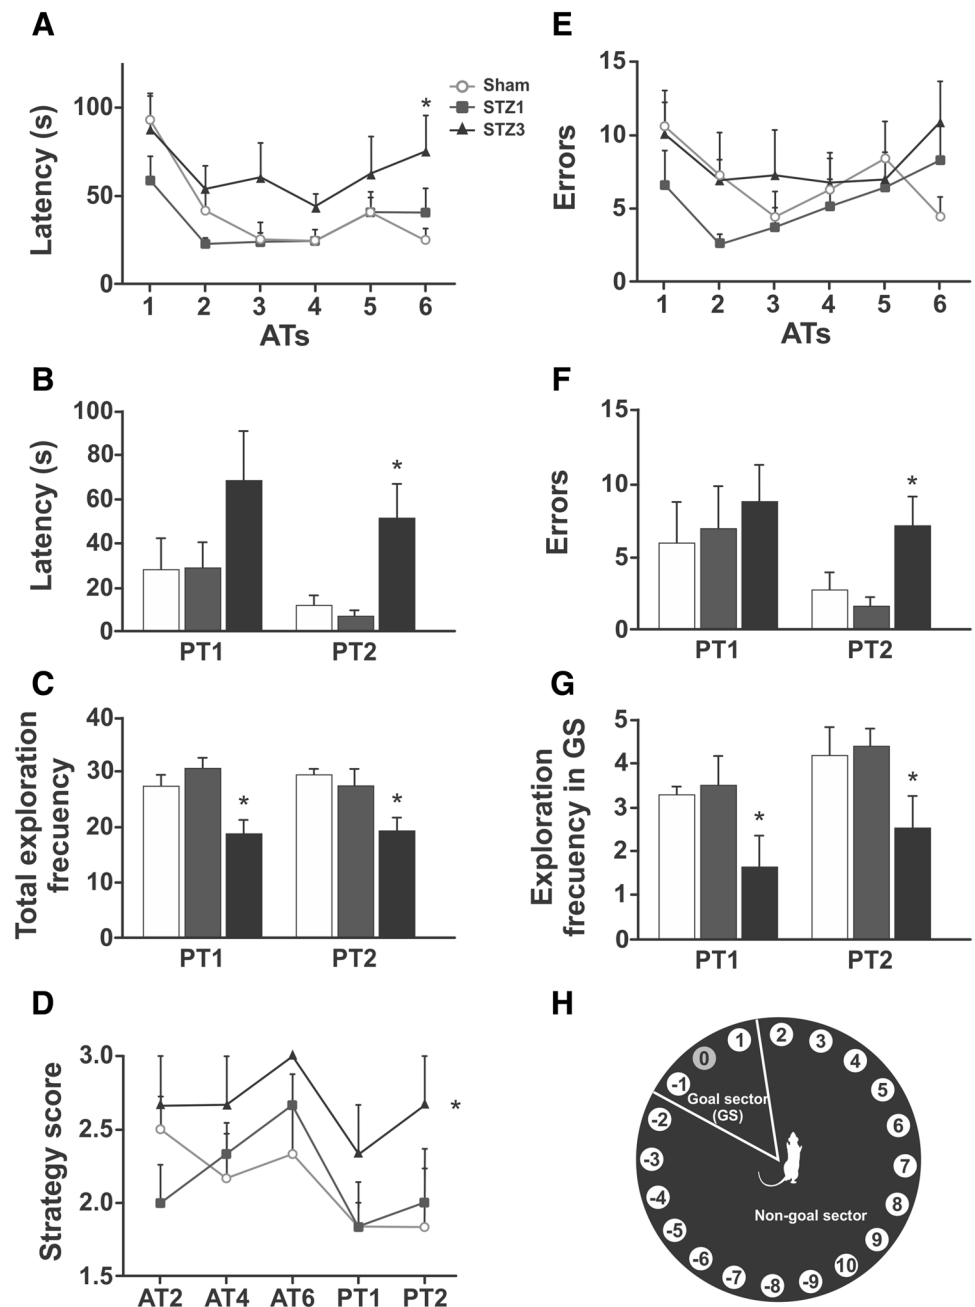 A
Latency (s)
100
50
0
1 2 3 4 5 6
ATs
*
Sham
STZ1
STZ3
E
Errors
15
10
5
0
1 2 3 4 5 6
ATs
B
Latency (s)
100
80
60
40
20
0
*
PT1 PT2
F
Errors
15
10
5
0
*
PT1 PT2
C
Total exploration
frecuency
40
30
20
10
0
* *
PT1 PT2
G
Exploration
frecuency in GS
5
4
3
2
1
0
* *
PT1 PT2
D
Strategy score
3.0
2.5
2.0
1.5
*
AT2 AT4 AT6 PT1 PT2
H
0
1
2
3
4
5
6
7
8
9
10
-9
-8
-7
-6
-5
-4
-3
-2
-1
Goal sector
(GS)
Non-goal sector